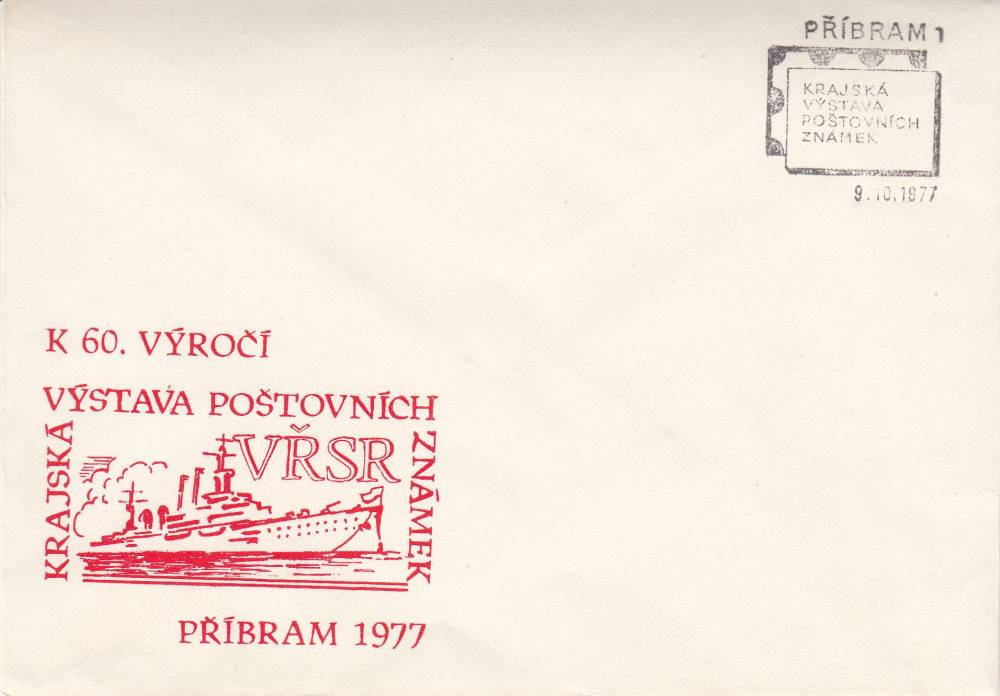 PŘÍBRAM 1
KRAJSKÁ
VÝSTAVA
POŠTOVNÍCH
ZNÁMEK
9.10.1977
K 60. VÝROČÍ
VÝSTAVA POŠTOVNÍCH
KRAJSKÁ
VŘSR
ZNÁMEK
PŘÍBRAM 1977